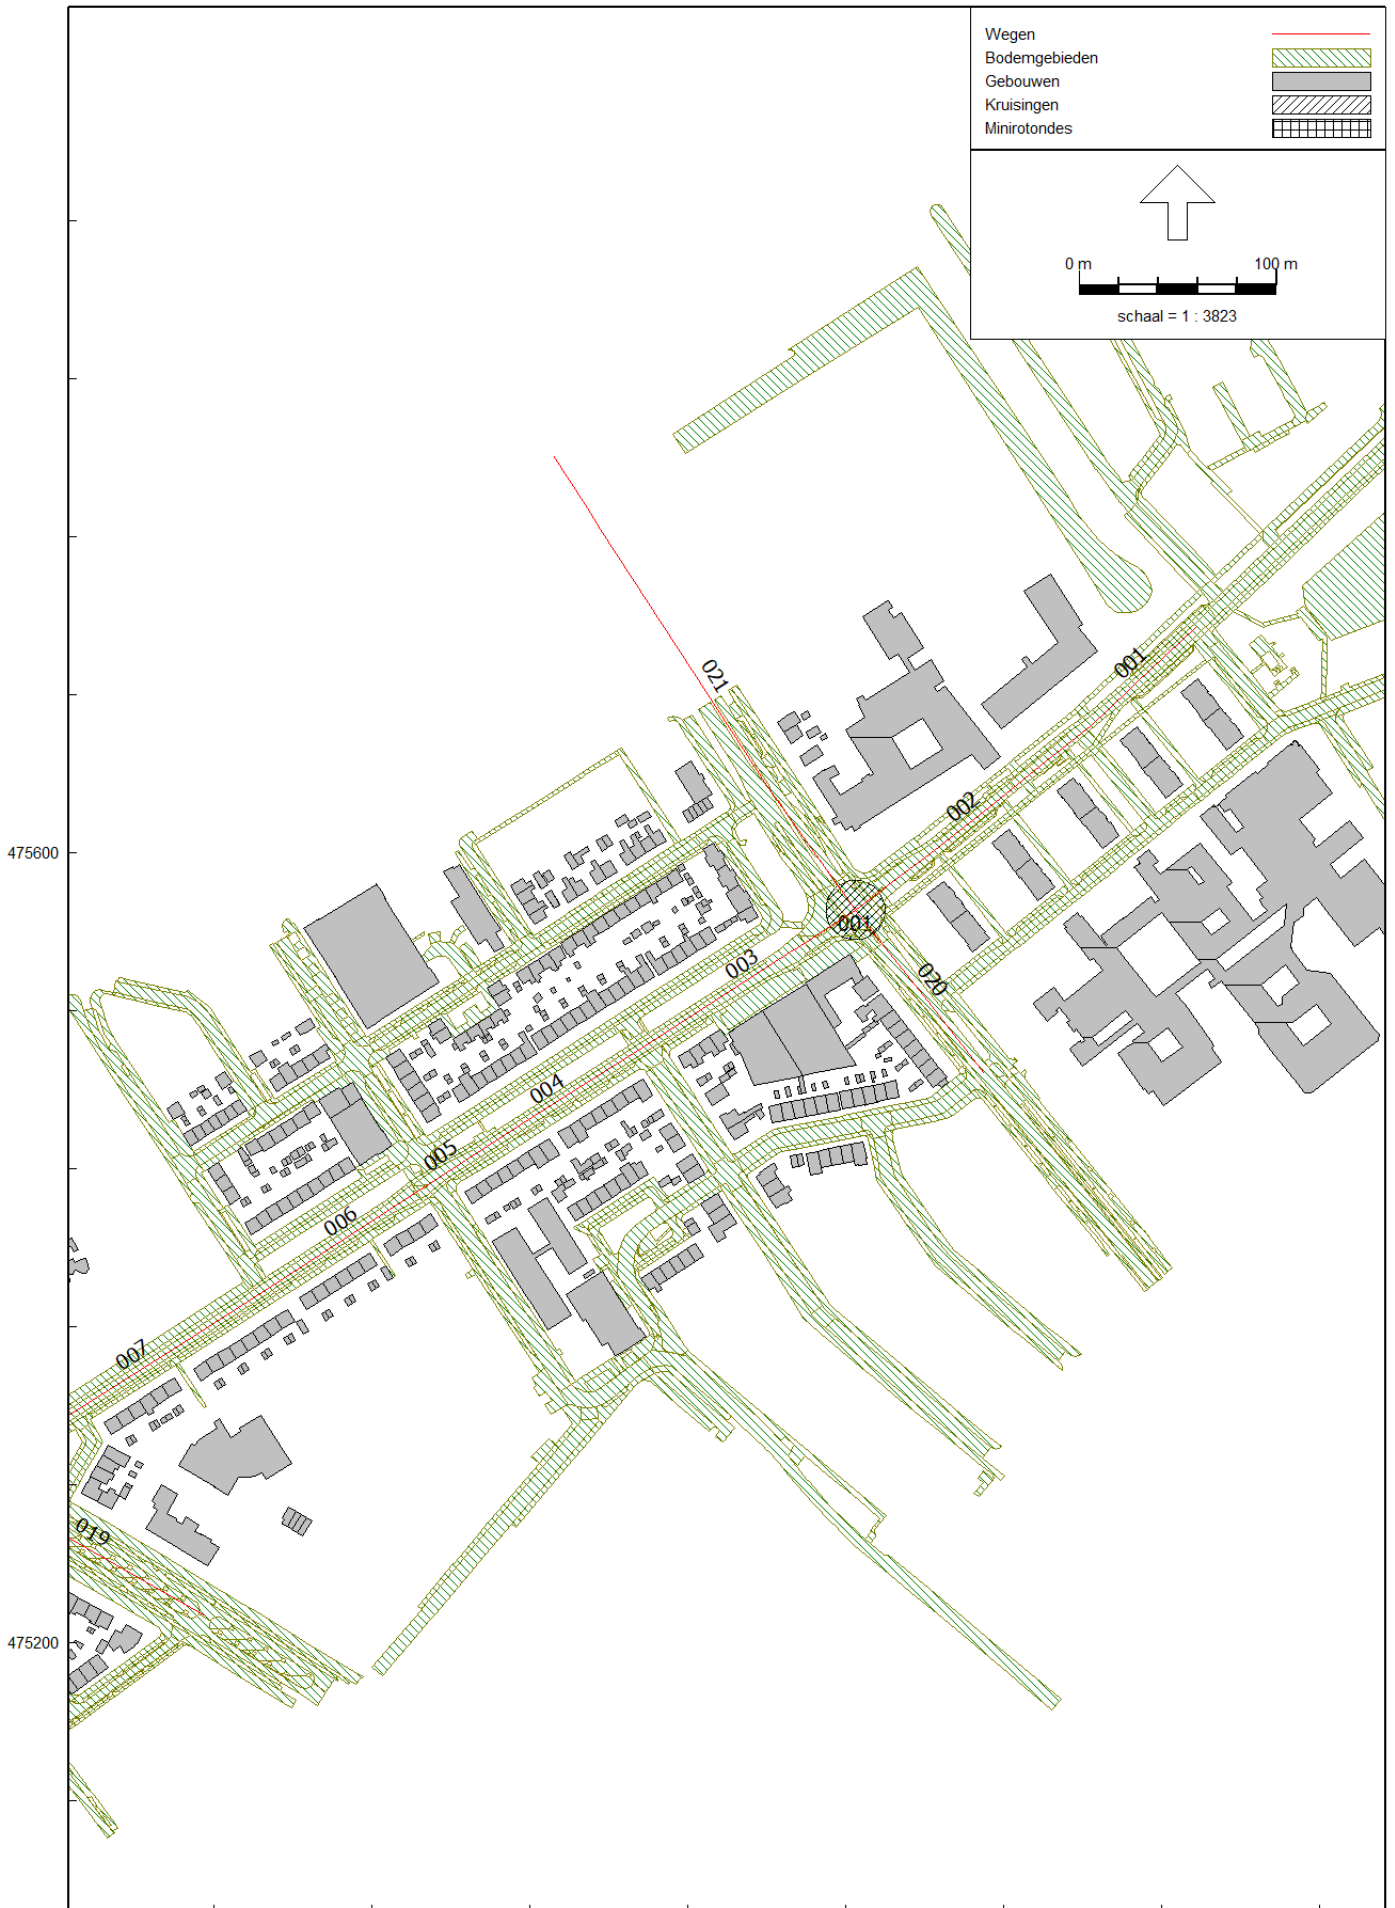 Wegen
Bodemgebieden
Gebouwen
Kruisingen
Minirotondes
0 m 100 m
schaal = 1 : 3823
021
001
002
475600
001
003
020
004
005
006
007
019
475200